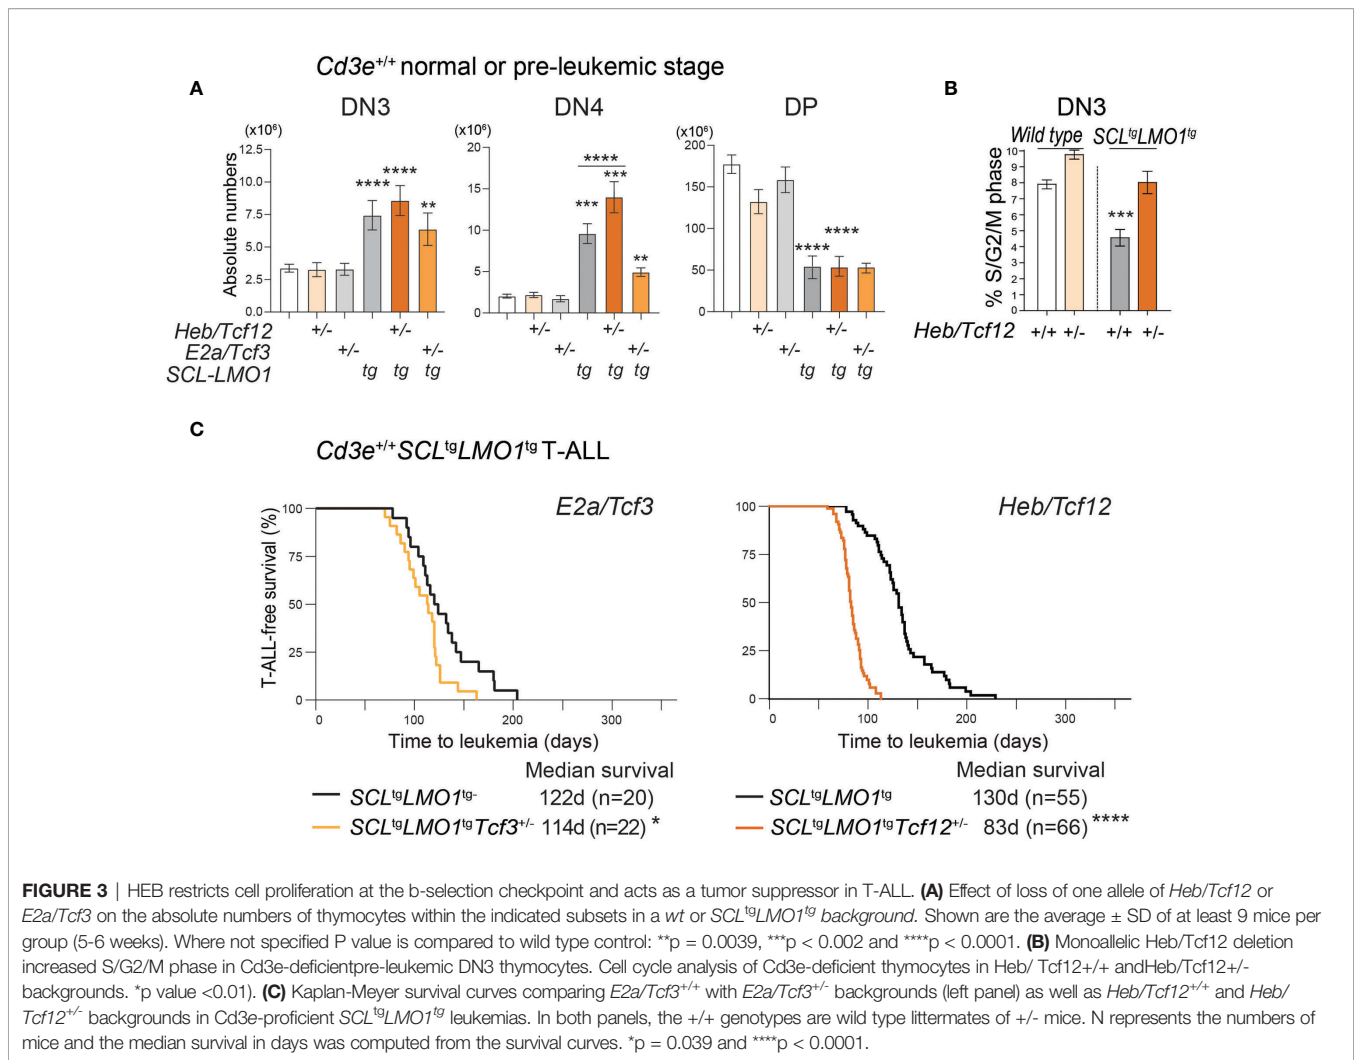 Cd3e+/+ normal or pre-leukemic stage
A
DN3
DN4
DP
(x10⁶)
(x10⁶)
(x10⁶)
Absolute numbers
12.5
10.0
7.5
5.0
2.5
0
****
****
**
20
15
10
5
0
****
***
***
**
200
150
100
50
0
****
****
Heb/Tcf12 +/- +/- +/- +/- +/- +/-
E2a/Tcf3 +/- +/- +/- +/- +/- +/-
SCL-LMO1 tg tg tg tg tg tg tg tg tg
B
DN3
Wild type SCLtgLMO1tg
% S/G2/M phase
10
9
8
7
6
5
4
3
2
1
0
***
Heb/Tcf12 +/+ +/- +/+ +/-
C
Cd3e+/+SCLtgLMO1tg T-ALL
E2a/Tcf3
T-ALL-free survival (%)
100
75
50
25
0
0 100 200 300
Time to leukemia (days)
Median survival
SCLtgLMO1tg- 122d (n=20)
SCLtgLMO1tgTcf3+/- 114d (n=22) *
Heb/Tcf12
100
75
50
25
0
0 100 200 300
Time to leukemia (days)
Median survival
SCLtgLMO1tg 130d (n=55)
SCLtgLMO1tgTcf12+/- 83d (n=66) ****
FIGURE 3 | HEB restricts cell proliferation at the b-selection checkpoint and acts as a tumor suppressor in T-ALL. (A) Effect of loss of one allele of Heb/Tcf12 or
E2a/Tcf3 on the absolute numbers of thymocytes within the indicated subsets in a wt or SCLtgLMO1tg background. Shown are the average ± SD of at least 9 mice per
group (5-6 weeks). Where not specified P value is compared to wild type control: **p = 0.0039, ***p < 0.002 and ****p < 0.0001. (B) Monoallelic Heb/Tcf12 deletion
increased S/G2/M phase in Cd3e-deficientpre-leukemic DN3 thymocytes. Cell cycle analysis of Cd3e-deficient thymocytes in Heb/ Tcf12+/+ andHeb/Tcf12+/-
backgrounds. *p value <0.01). (C) Kaplan-Meyer survival curves comparing E2a/Tcf3+/+ with E2a/Tcf3+/- backgrounds (left panel) as well as Heb/Tcf12+/+ and Heb/
Tcf12+/- backgrounds in Cd3e-proficient SCLtgLMO1tg leukemias. In both panels, the +/+ genotypes are wild type littermates of +/- mice. N represents the numbers of
mice and the median survival in days was computed from the survival curves. *p = 0.039 and ****p < 0.0001.